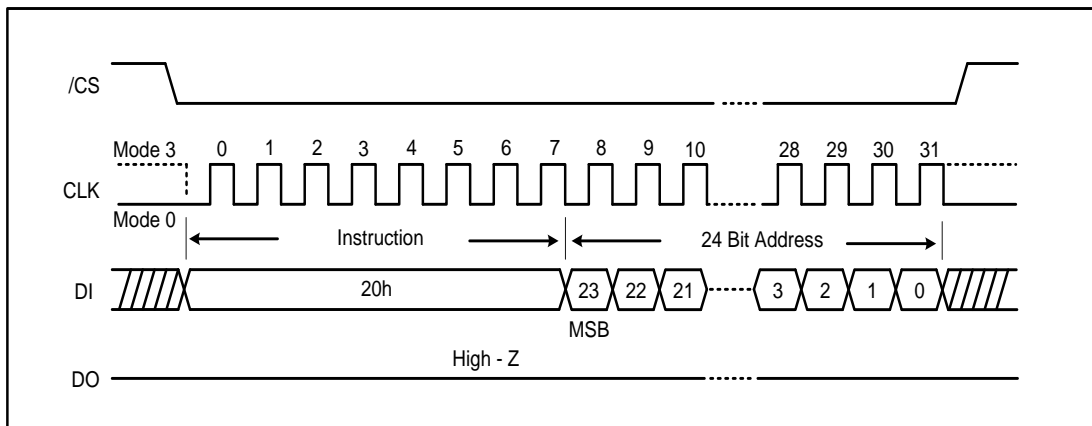 /CS
Mode 3 0 1 2 3 4 5 6 7 8 9 10 28 29 30 31
CLK
Mode 0
Instruction 24 Bit Address
DI 20h 23 22 21 3 2 1 0
MSB
High - Z
DO